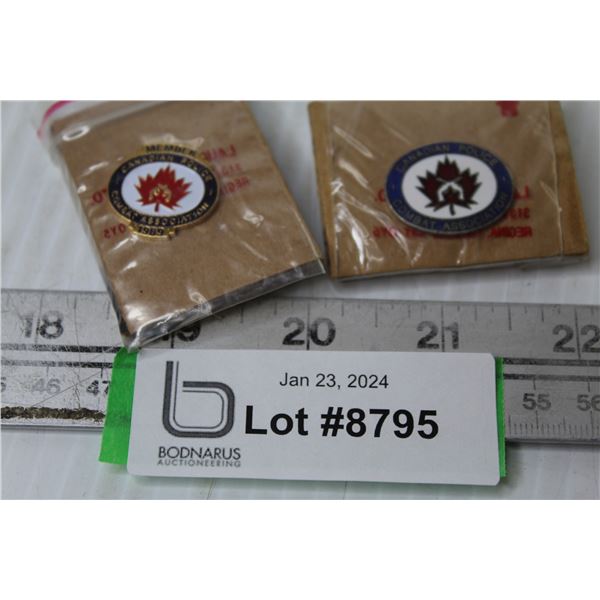 MEMBER
CANADIAN POLICE
COMBAT ASSOCIATION
1989
CANADIAN POLICE
COMBAT ASSOCIATION
REGINA
18 19 20 21 22
46 47 55 56
Jan 23, 2024
Lot #8795
b
BODNARUS
AUCTIONEERING